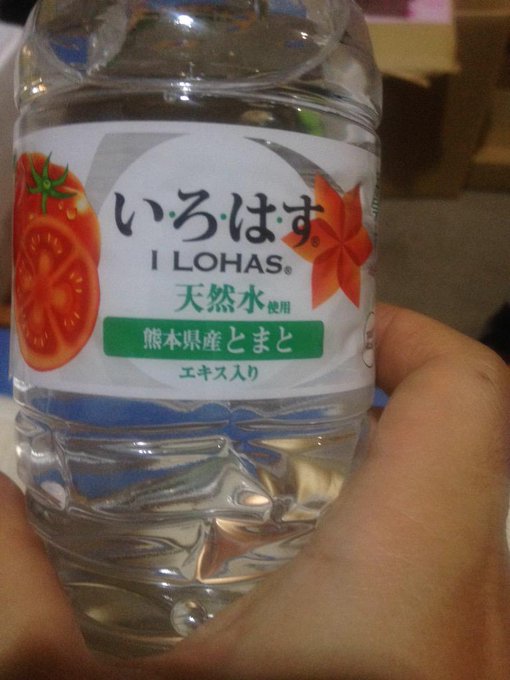 い・ろ・は・す®
I LOHAS®
天然水使用
熊本県産とまと
エキス入り